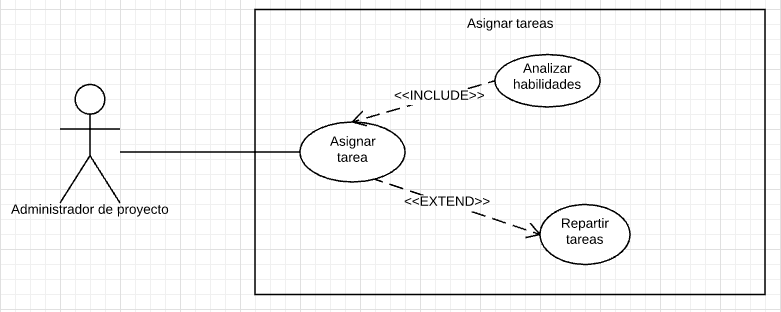 Asignar tareas
Analizar
habilidades
<<INCLUDE>>
Asignar
tarea
<<EXTEND>>
Administrador de proyecto
Repartir
tareas